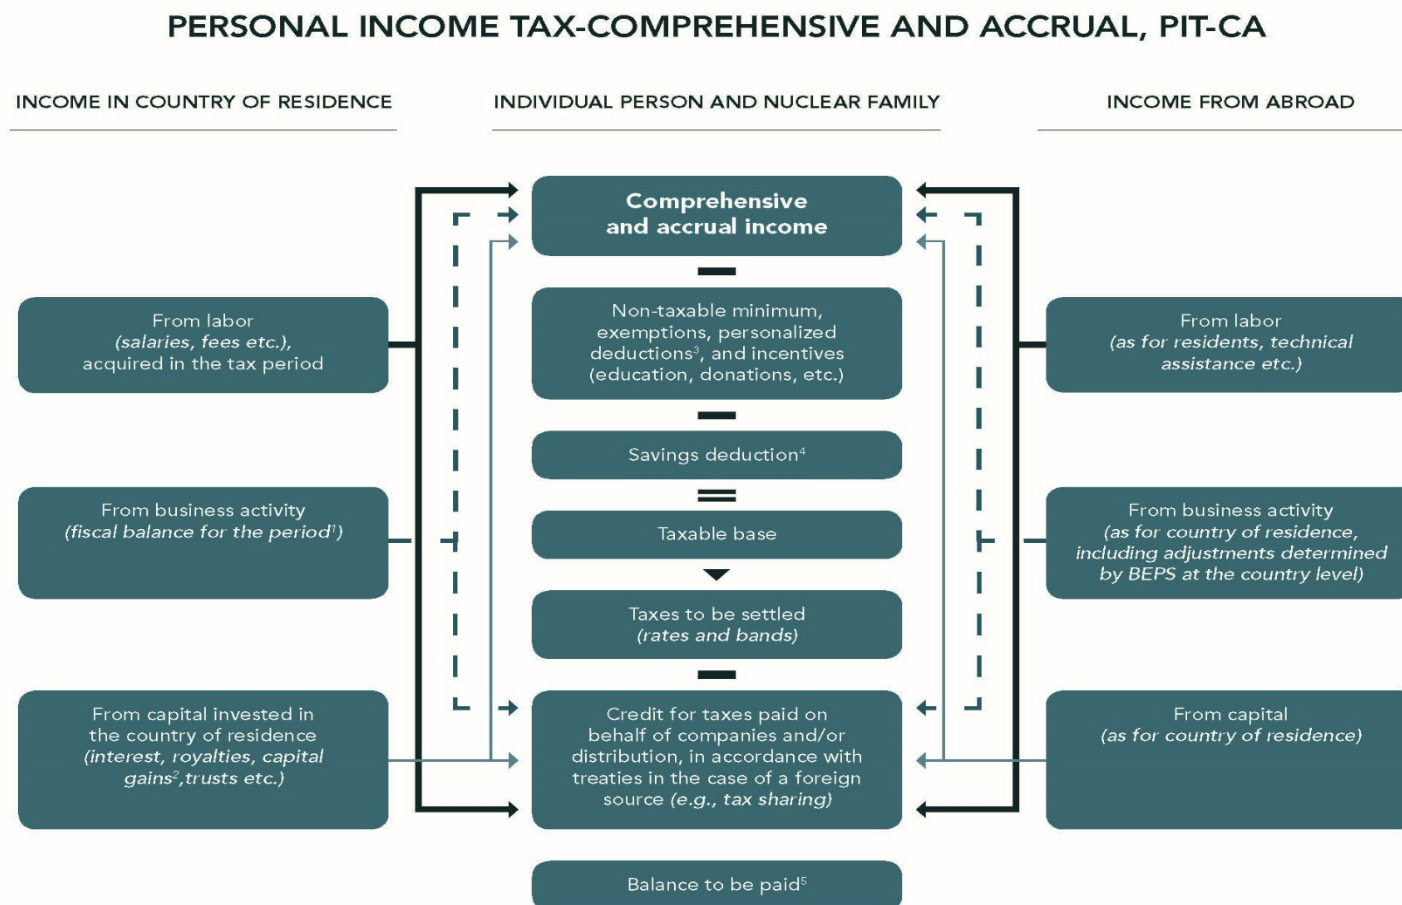 PERSONAL INCOME TAX-COMPREHENSIVE AND ACCRUAL, PIT-CA
INCOME IN COUNTRY OF RESIDENCE
INDIVIDUAL PERSON AND NUCLEAR FAMILY
INCOME FROM ABROAD
Comprehensive
and accrual income
From labor
(salaries, fees etc.),
acquired in the tax period
Non-taxable minimum,
exemptions, personalized
deductions³, and incentives
(education, donations, etc.)
From labor
(as for residents, technical
assistance etc.)
Savings deduction⁴
From business activity
(fiscal balance for the period¹)
Taxable base
From business activity
(as for country of residence,
including adjustments determined
by BEPS at the country level)
Taxes to be settled
(rates and bands)
From capital invested in
the country of residence
(interest, royalties, capital
gains²,trusts etc.)
Credit for taxes paid on
behalf of companies and/or
distribution, in accordance with
treaties in the case of a foreign
source (e.g., tax sharing)
From capital
(as for country of residence)
Balance to be paid⁵